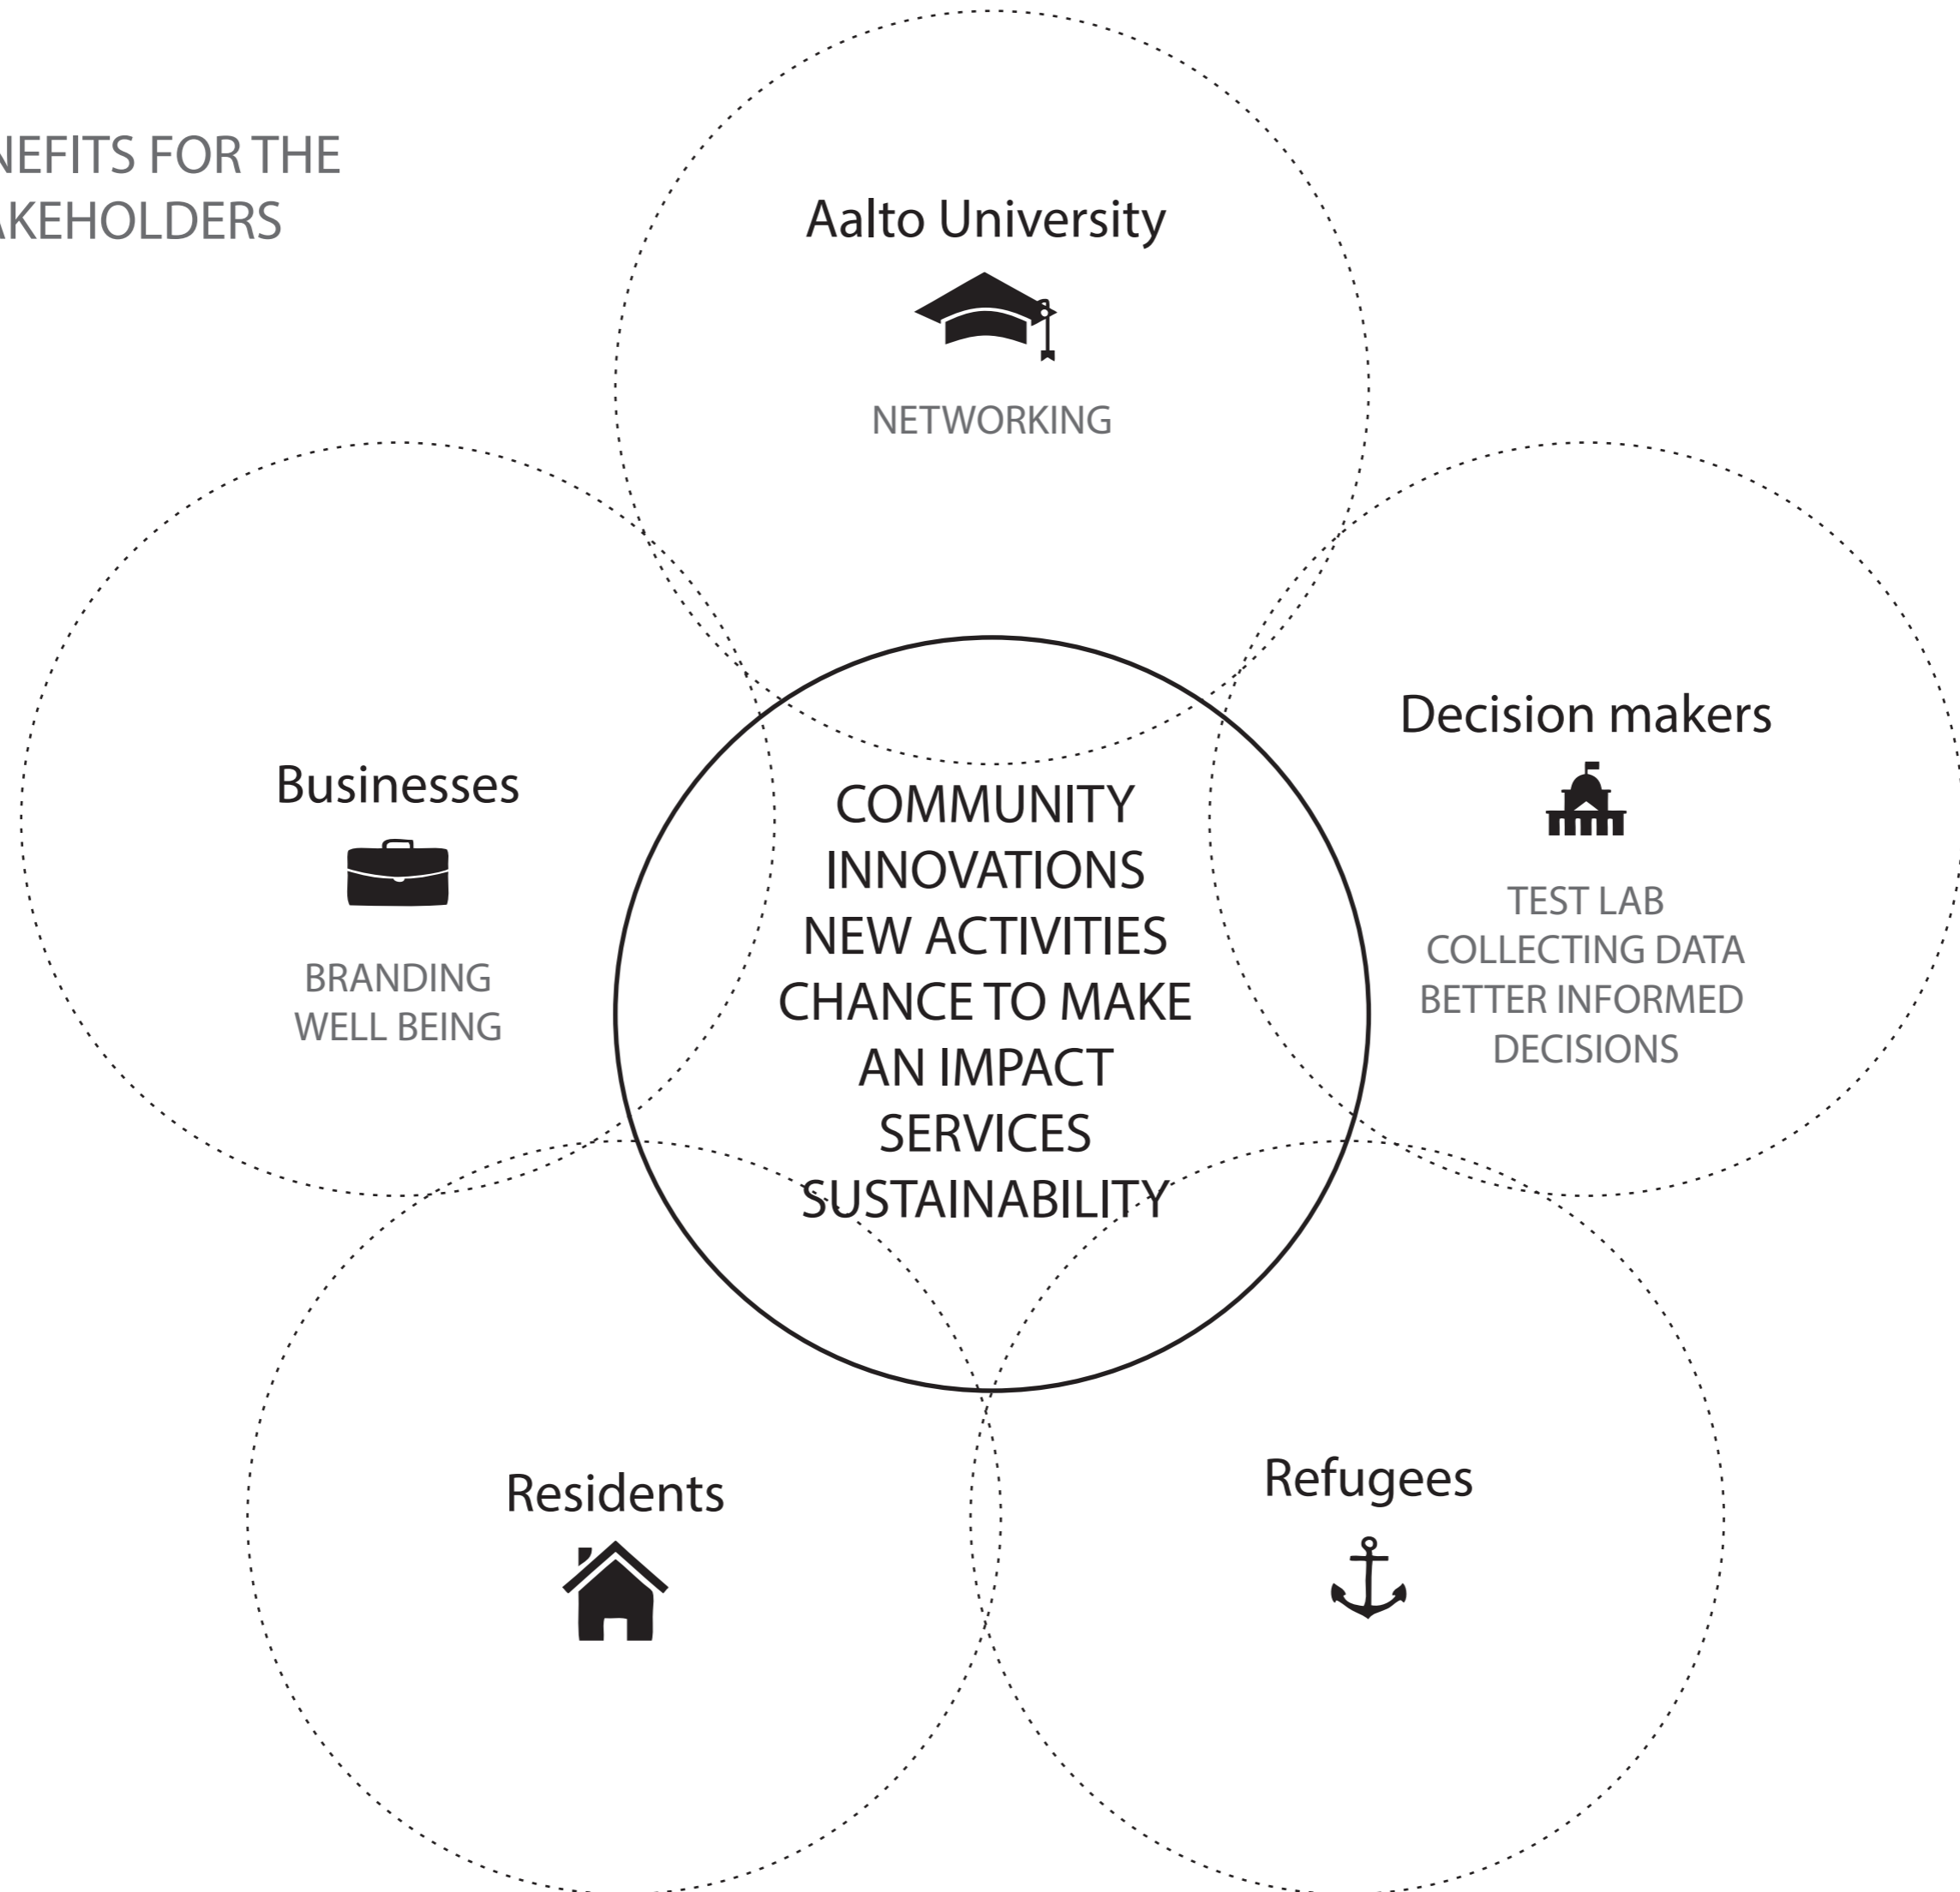 NEFITS FOR THE
AKEHOLDERS
Aalto University
NETWORKING
Businesses
BRANDING
WELL BEING
COMMUNITY
INNOVATIONS
NEW ACTIVITIES
CHANCE TO MAKE
AN IMPACT
SERVICES
SUSTAINABILITY
Decision makers
TEST LAB
COLLECTING DATA
BETTER INFORMED
DECISIONS
Residents
Refugees